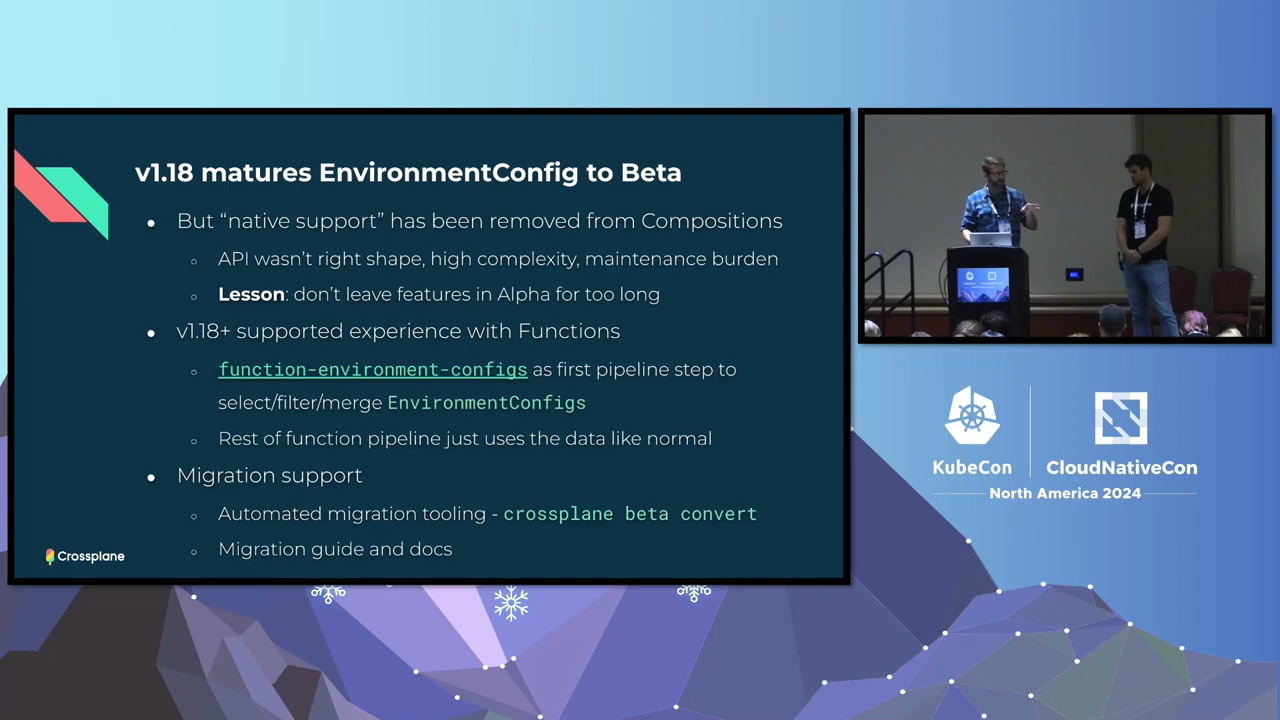 v1.18 matures EnvironmentConfig to Beta
● But “native support” has been removed from Compositions
○ API wasn’t right shape, high complexity, maintenance burden
○ Lesson: don’t leave features in Alpha for too long
● v1.18+ supported experience with Functions
○ function-environment-configs as first pipeline step to
select/filter/merge EnvironmentConfigs
○ Rest of function pipeline just uses the data like normal
● Migration support
○ Automated migration tooling - crossplane beta convert
○ Migration guide and docs
Crossplane
KubeCon
CloudNativeCon
North America 2024